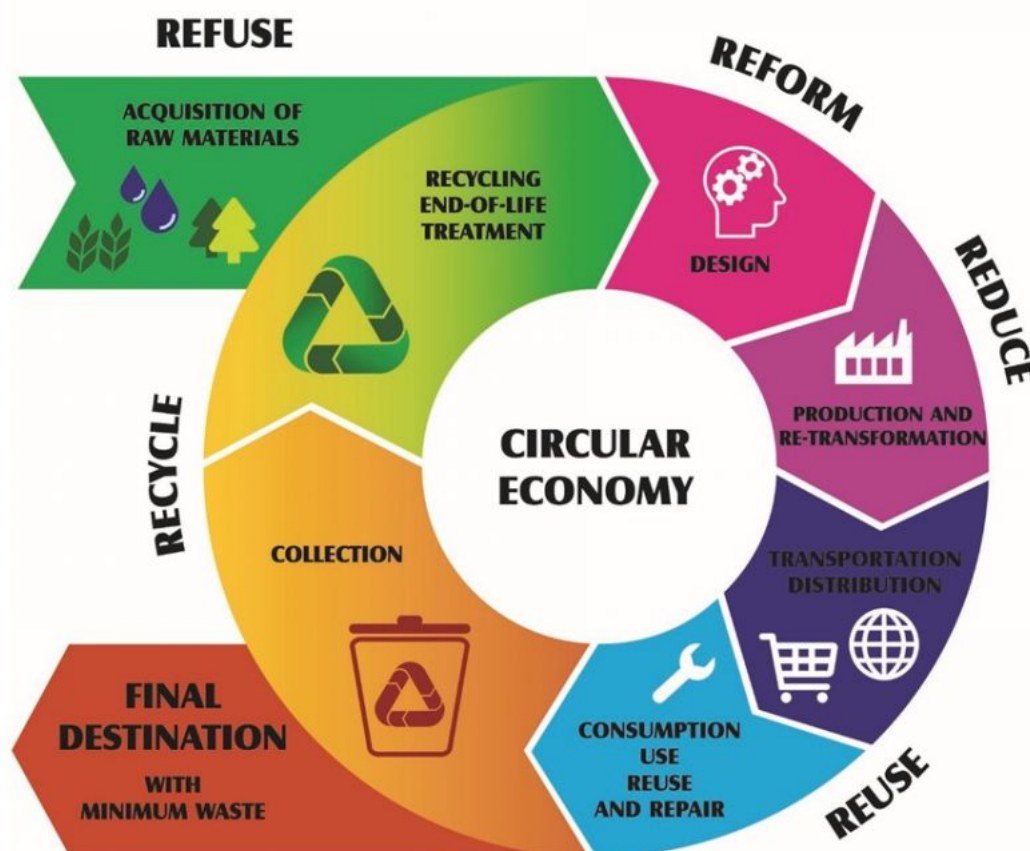 REFUSE
ACQUISITION OF
RAW MATERIALS
RECYCLING
END-OF-LIFE
TREATMENT
REFORM
DESIGN
REDUCE
PRODUCTION AND
RE-TRANSFORMATION
TRANSPORTATION
DISTRIBUTION
REUSE
CONSUMPTION
USE
REUSE
AND REPAIR
COLLECTION
RECYCLE
FINAL
DESTINATION
WITH
MINIMUM WASTE
CIRCULAR
ECONOMY